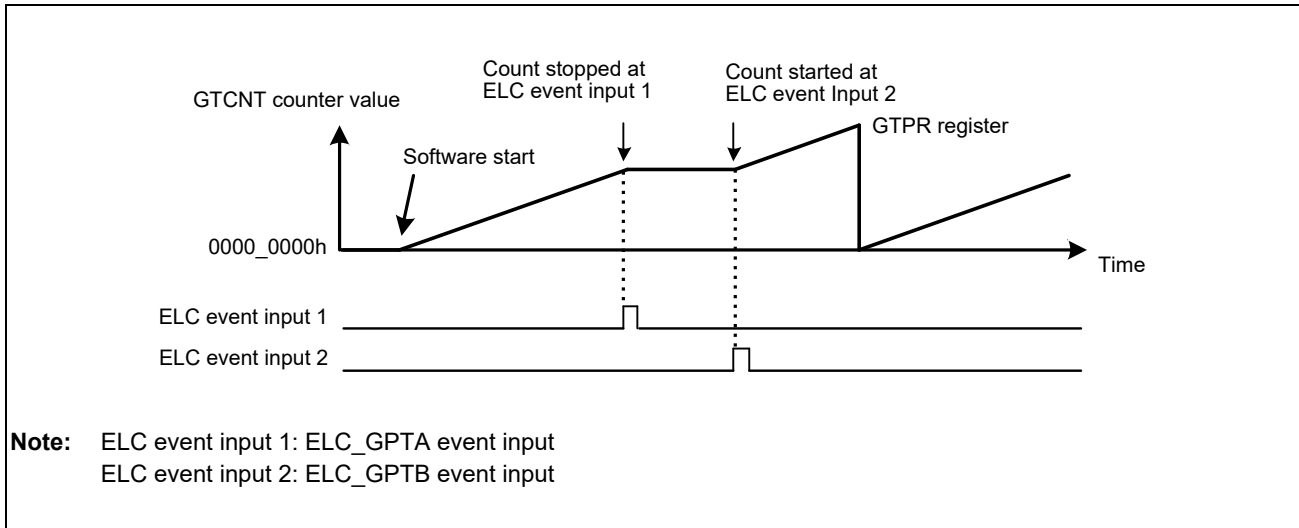 Count stopped at
ELC event input 1
Count started at
ELC event Input 2
GTCNT counter value
GTPR register
Software start
0000_0000h
Time
ELC event input 1
ELC event input 2
Note: ELC event input 1: ELC_GPTA event input
ELC event input 2: ELC_GPTB event input